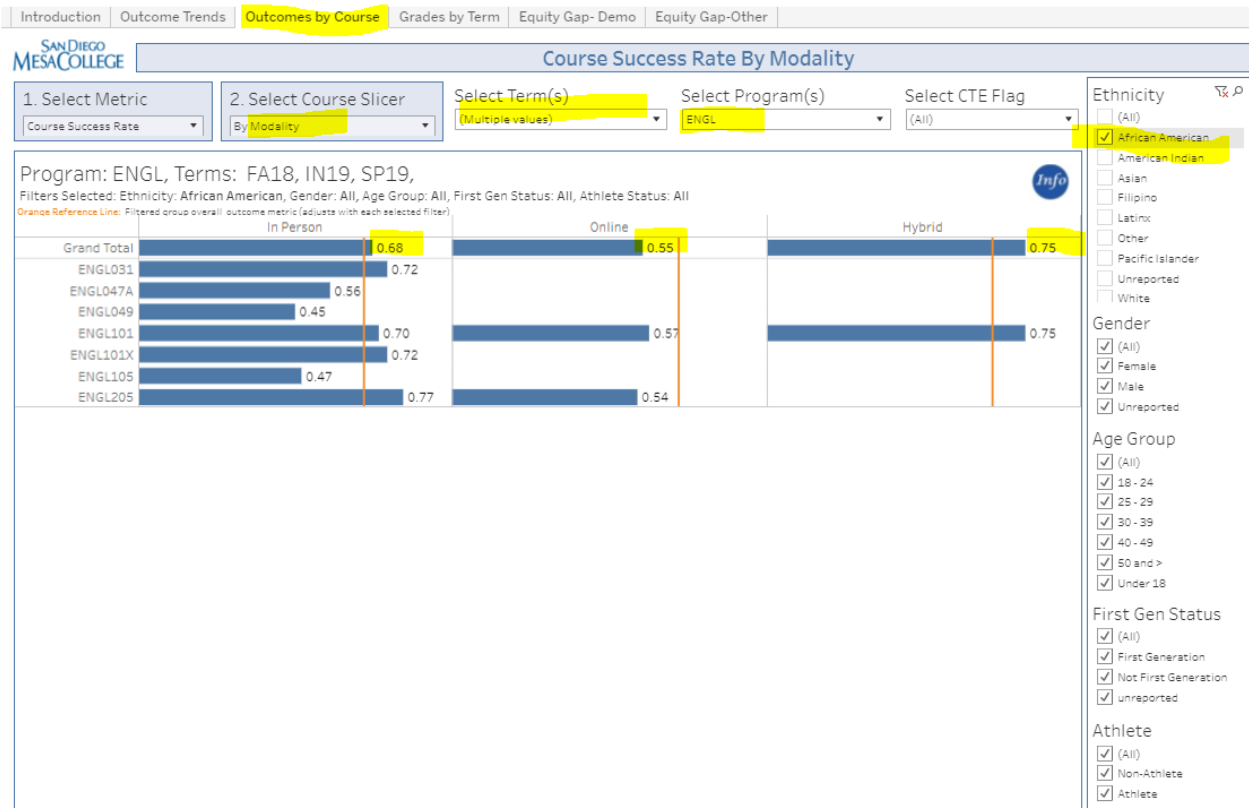 Introduction Outcome Trends Outcomes by Course Grades by Term Equity Gap- Demo Equity Gap-Other
SAN DIEGO
MESA COLLEGE
Course Success Rate By Modality
1. Select Metric
Course Success Rate
2. Select Course Slicer
By Modality
Select Term(s)
(Multiple values)
Select Program(s)
ENGL
Select CTE Flag
(All)
Program: ENGL, Terms: FA18, IN19, SP19,
Filters Selected: Ethnicity: African American, Gender: All, Age Group: All, First Gen Status: All, Athlete Status: All
Orange Reference Line: Filtered group overall outcome metric (adjusts with each selected filter)
Info
In Person Online Hybrid
Grand Total 0.68 0.55 0.75
ENGL031 0.72
ENGL047A 0.56
ENGL049 0.45
ENGL101 0.70 0.57 0.75
ENGL101X 0.72
ENGL105 0.47
ENGL205 0.77 0.54
Ethnicity
(All)
African American
American Indian
Asian
Filipino
Latinx
Other
Pacific Islander
Unreported
White
Gender
(All)
Female
Male
Unreported
Age Group
(All)
18 - 24
25 - 29
30 - 39
40 - 49
50 and >
Under 18
First Gen Status
(All)
First Generation
Not First Generation
unreported
Athlete
(All)
Non-Athlete
Athlete